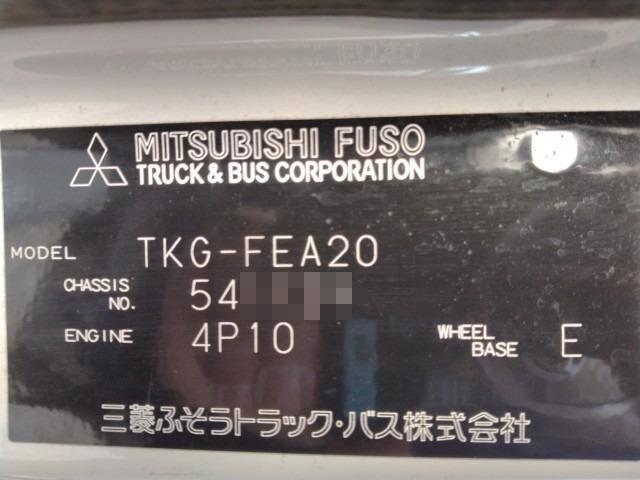 MITSUBISHI FUSO
TRUCK & BUS CORPORATION
MODEL TKG-FEA20
CHASSIS NO. 54
ENGINE 4P10 WHEEL BASE E
三菱ふそうトラック・バス株式会社